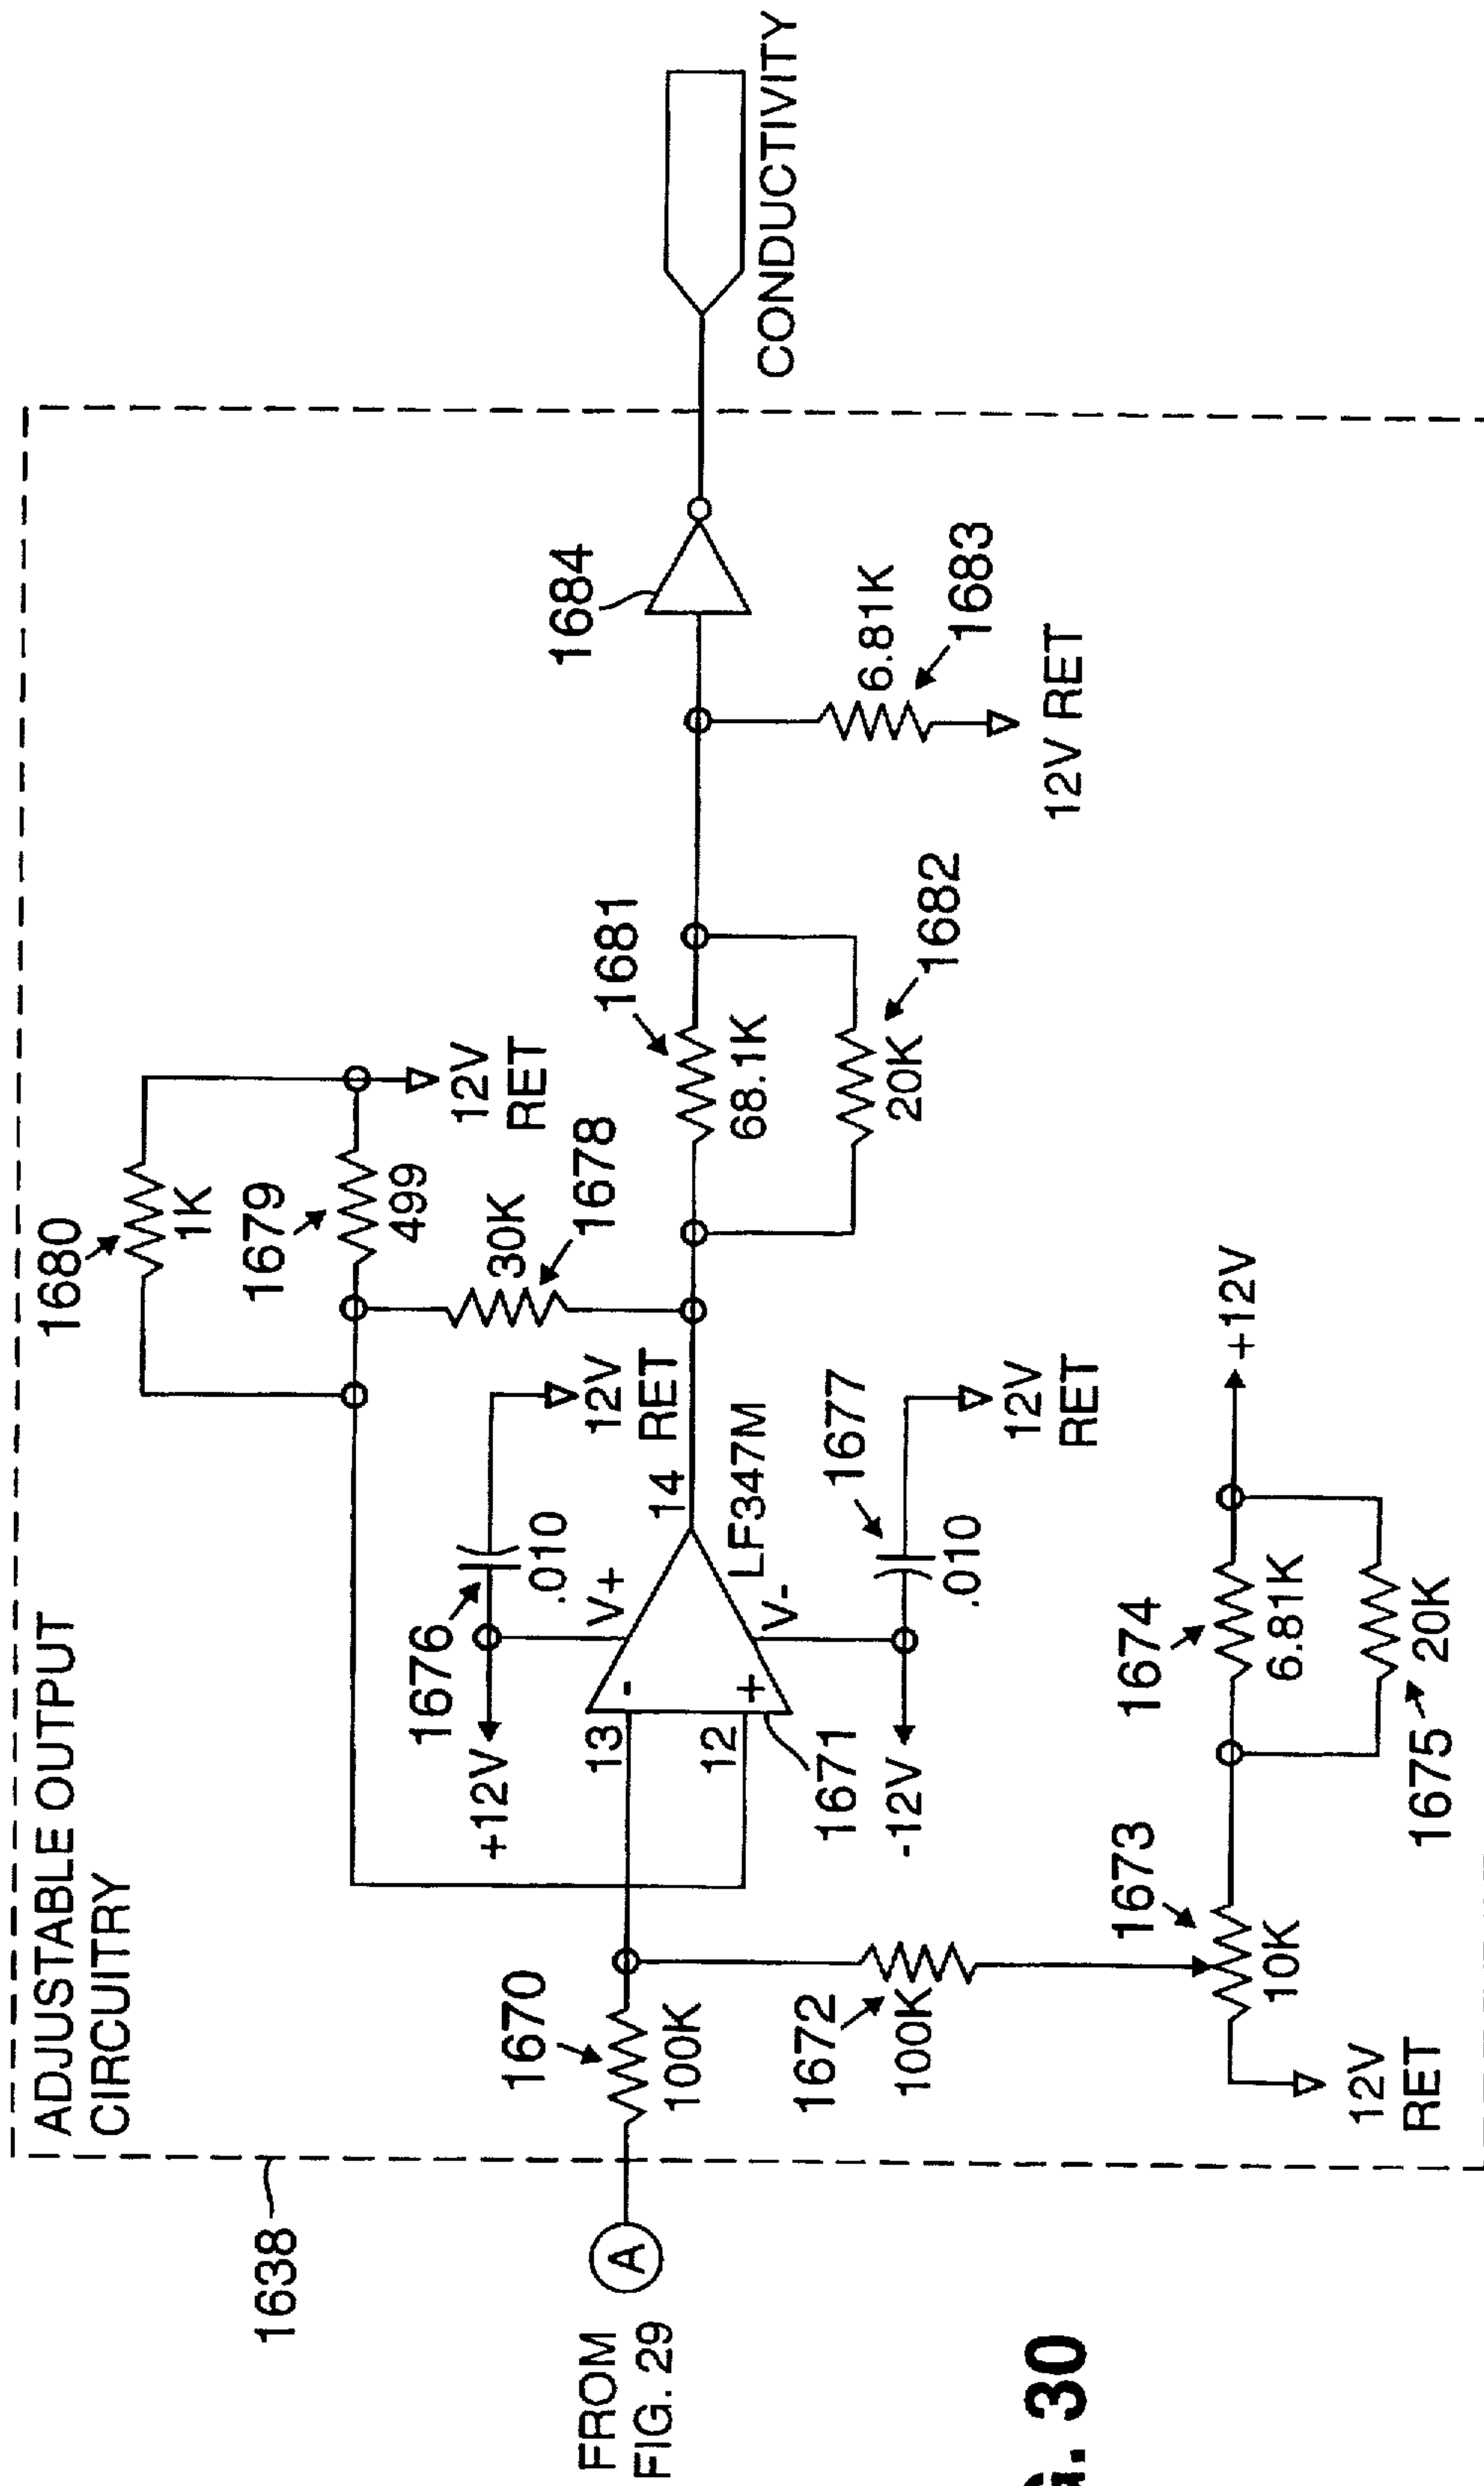 ADJUSTABLE OUTPUT
CIRCUITRY
1638
1680
1K
1679
499
12V
RET
1678
30K
1676
+12V
.010
12V
RET
V+
13
-
14
12
+
LF347M
V-
1671
-12V
1677
.010
12V
RET
1681
68.1K
1682
20K
1684
6.81K
1683
12V RET
CONDUCTIVITY
FROM
FIG. 29
A
1670
100K
1672
100K
1673
10K
12V
RET
1674
6.81K
1675
20K
+12V
30